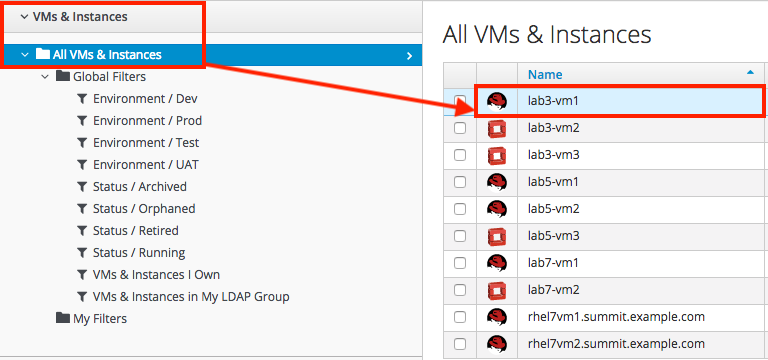 VMs & Instances
All VMs & Instances
Global Filters
Environment / Dev
Environment / Prod
Environment / Test
Environment / UAT
Status / Archived
Status / Orphaned
Status / Retired
Status / Running
VMs & Instances I Own
VMs & Instances in My LDAP Group
My Filters
All VMs & Instances
Name
lab3-vm1
lab3-vm2
lab3-vm3
lab5-vm1
lab5-vm2
lab5-vm3
lab7-vm1
lab7-vm2
rhel7vm1.summit.example.com
rhel7vm2.summit.example.com